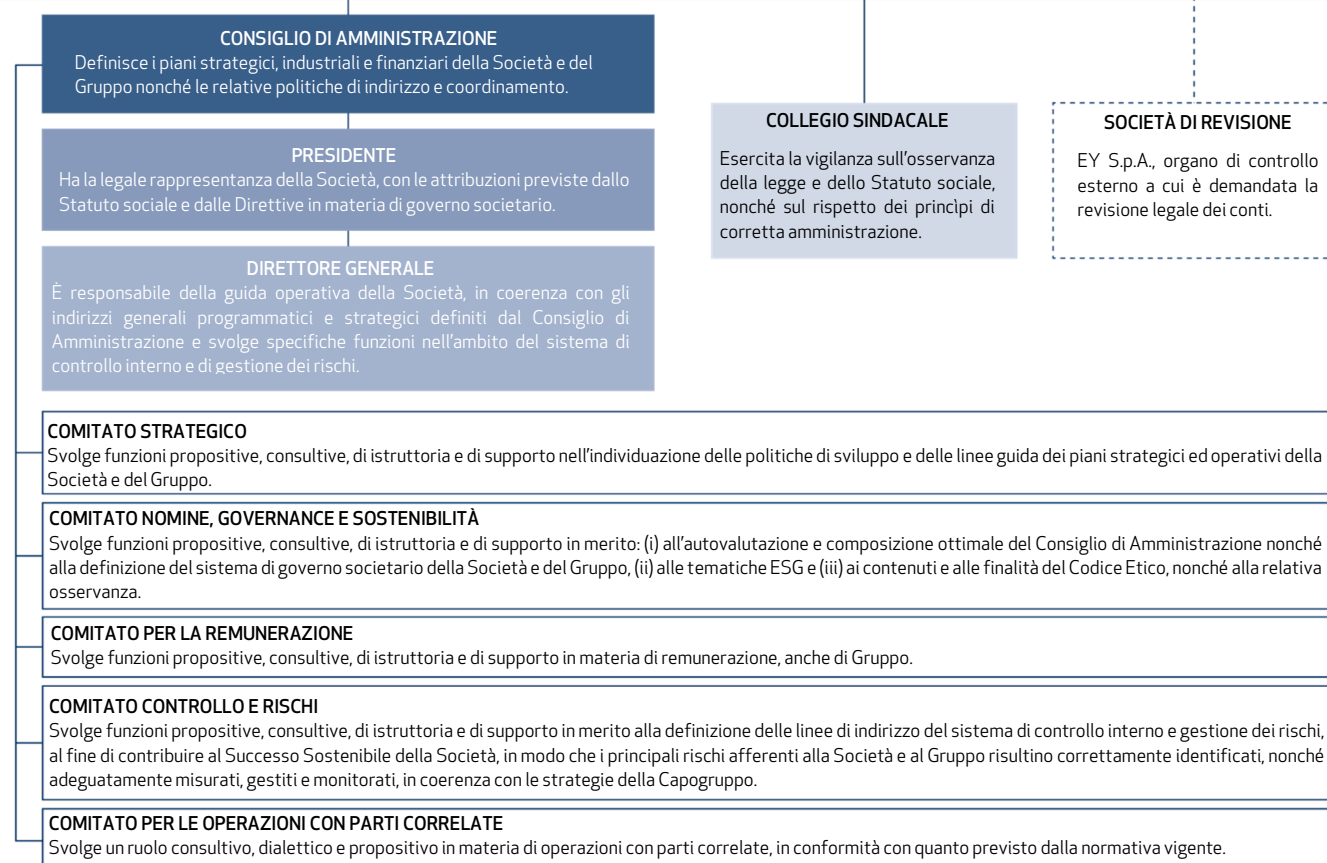 CONSIGLIO DI AMMINISTRAZIONE
Definisce i piani strategici, industriali e finanziari della Società e del
Gruppo nonché le relative politiche di indirizzo e coordinamento.
PRESIDENTE
Ha la legale rappresentanza della Società, con le attribuzioni previste dallo
Statuto sociale e dalle Direttive in materia di governo societario.
DIRETTORE GENERALE
È responsabile della guida operativa della Società, in coerenza con gli
indirizzi generali programmatici e strategici definiti dal Consiglio di
Amministrazione e svolge specifiche funzioni nell'ambito del sistema di
controllo interno e di gestione dei rischi.
COLLEGIO SINDACALE
Esercita la vigilanza sull'osservanza
della legge e dello Statuto sociale,
nonché sul rispetto dei princìpi di
corretta amministrazione.
SOCIETÀ DI REVISIONE
EY S.p.A., organo di controllo
esterno a cui è demandata la
revisione legale dei conti.
COMITATO STRATEGICO
Svolge funzioni propositive, consultive, di istruttoria e di supporto nell'individuazione delle politiche di sviluppo e delle linee guida dei piani strategici ed operativi della
Società e del Gruppo.
COMITATO NOMINE, GOVERNANCE E SOSTENIBILITÀ
Svolge funzioni propositive, consultive, di istruttoria e di supporto in merito: (i) all'autovalutazione e composizione ottimale del Consiglio di Amministrazione nonché
alla definizione del sistema di governo societario della Società e del Gruppo, (ii) alle tematiche ESG e (iii) ai contenuti e alle finalità del Codice Etico, nonché alla relativa
osservanza.
COMITATO PER LA REMUNERAZIONE
Svolge funzioni propositive, consultive, di istruttoria e di supporto in materia di remunerazione, anche di Gruppo.
COMITATO CONTROLLO E RISCHI
Svolge funzioni propositive, consultive, di istruttoria e di supporto in merito alla definizione delle linee di indirizzo del sistema di controllo interno e gestione dei rischi,
al fine di contribuire al Successo Sostenibile della Società, in modo che i principali rischi afferenti alla Società e al Gruppo risultino correttamente identificati, nonché
adeguatamente misurati, gestiti e monitorati, in coerenza con le strategie della Capogruppo.
COMITATO PER LE OPERAZIONI CON PARTI CORRELATE
Svolge un ruolo consultivo, dialettico e propositivo in materia di operazioni con parti correlate, in conformità con quanto previsto dalla normativa vigente.